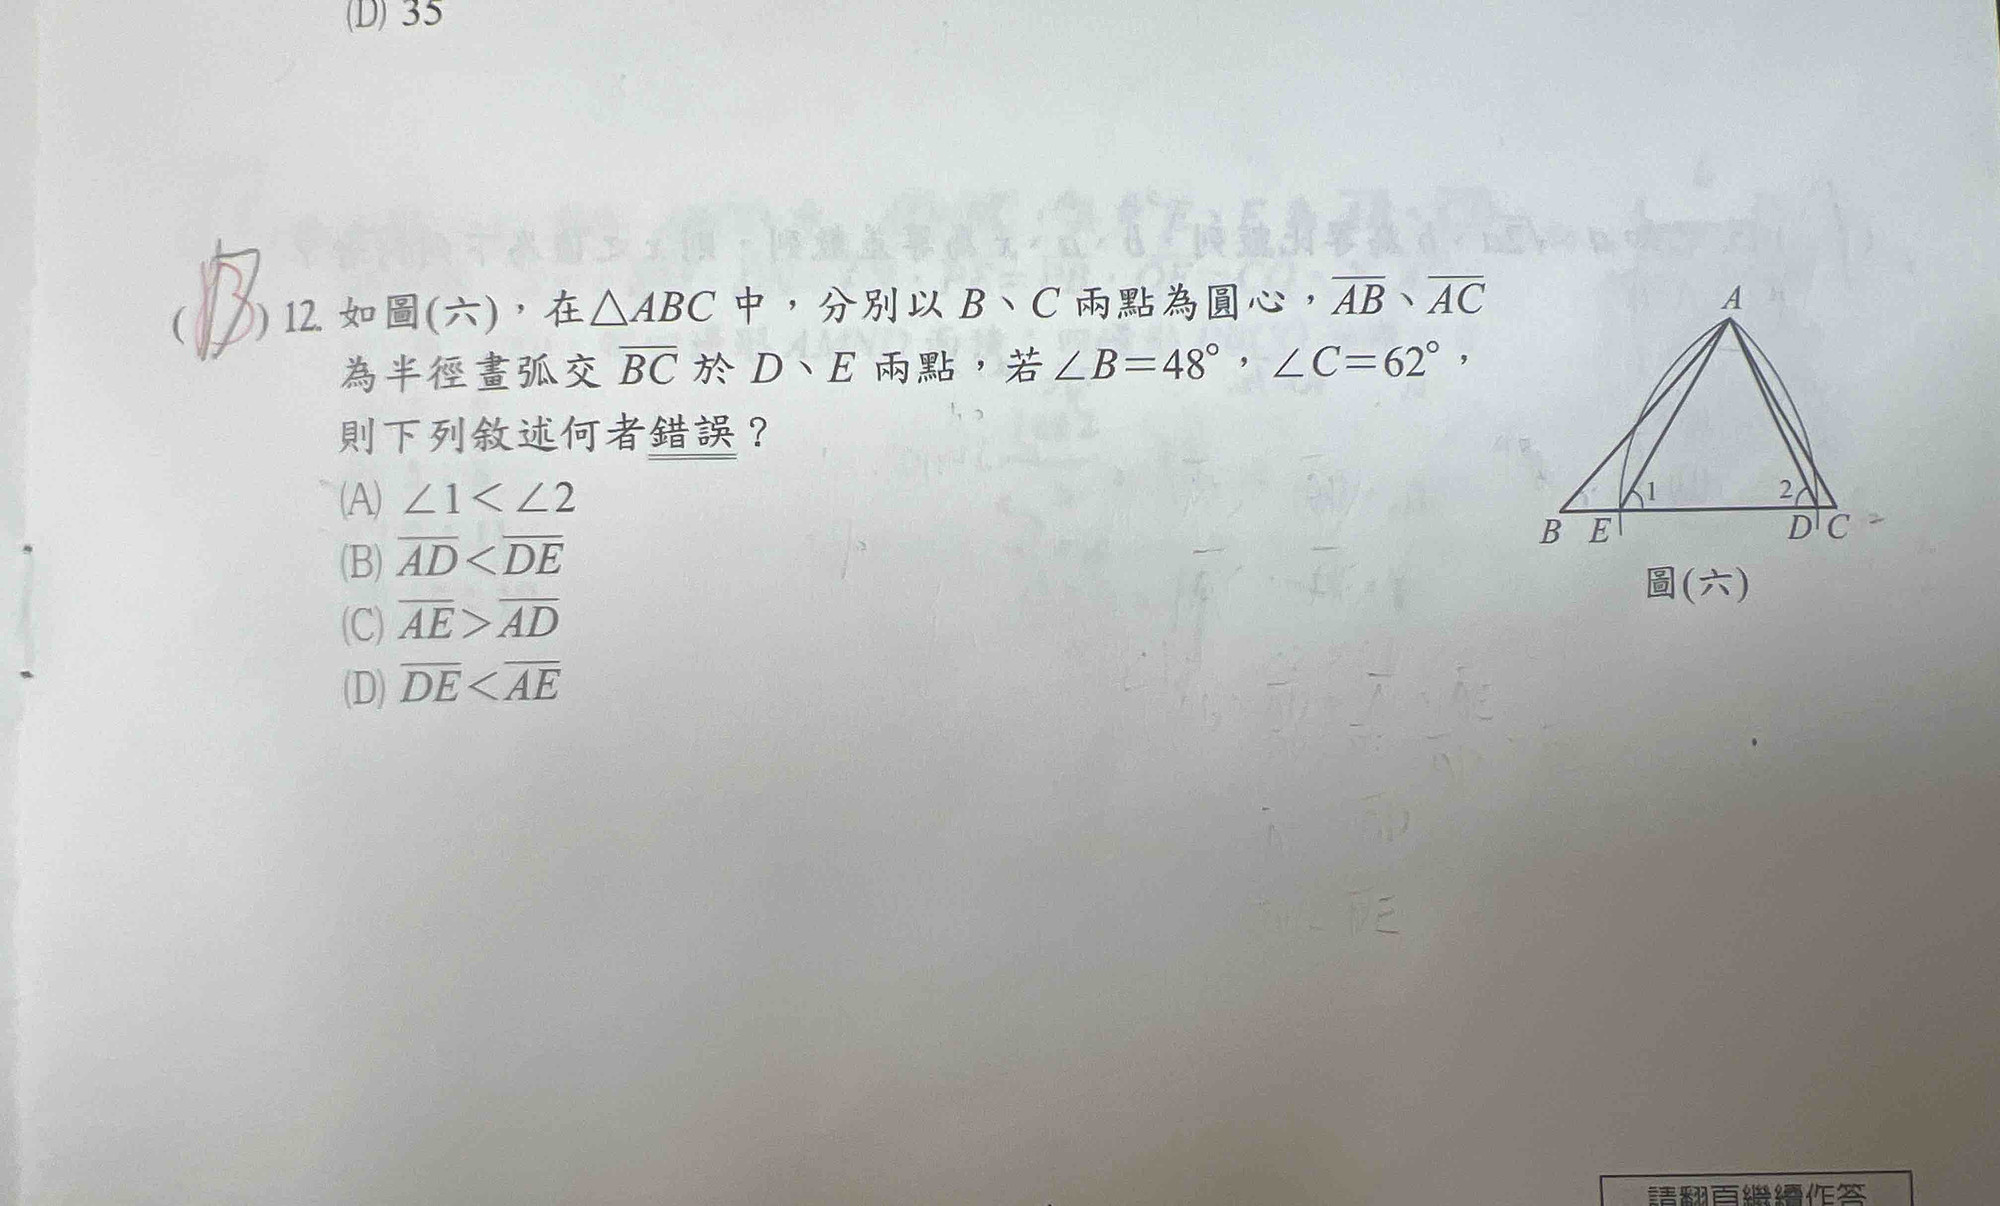 (D) 35
(B) 12. 如圖(六),在△ABC 中,分別以 B、C 兩點為圓心,AB、AC
為半徑畫弧交 BC 於 D、E 兩點,若∠B=48°,∠C=62°,
則下列敘述何者錯誤?
(A) ∠1<∠2
(B) AD<DE
(C) AE>AD
(D) DE<AE
A
1
2
B E D C
圖(六)
請翻頁繼續作答